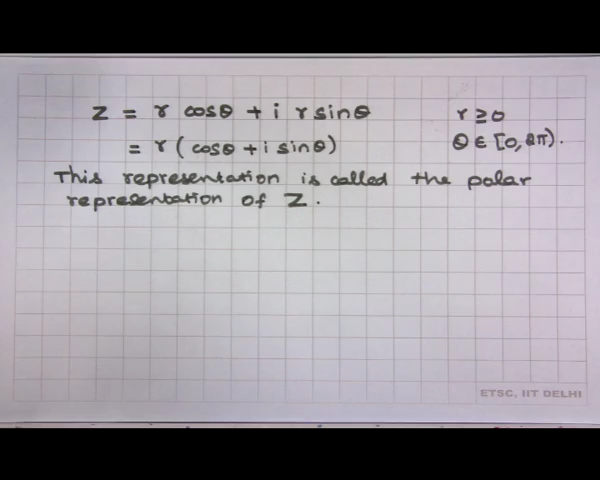 z = r cosθ + i r sinθ    r ≥ 0
= r ( cosθ + i sinθ )    θ ∈ [0, 2π).
This representation is called the polar
representation of Z.
ETSC, IIT DELHI